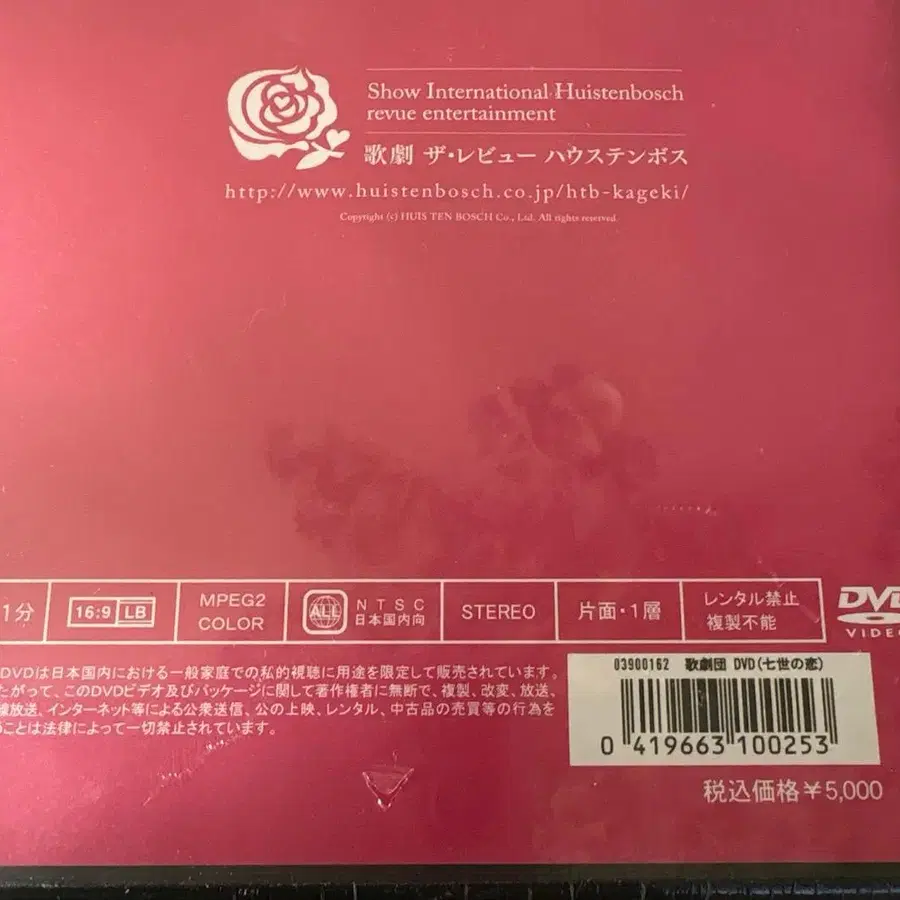 Show International Huistenbosch
revue entertainment
歌劇 ザ・レビュー ハウステンボス
http://www.huistenbosch.co.jp/htb-kageki/
Copyright (c) HUIS TEN BOSCH Co., Ltd. All rights reserved.
1分
16:9 LB
MPEG2
COLOR
ALL
NTSC
日本国内向
STEREO
片面・1層
レンタル禁止
複製不能
DVD
VIDEO
DVDは日本国内における一般家庭での私的視聴に用途を限定して販売されています。
たがって、このDVDビデオ及びパッケージに関して著作権者に無断で、複製、改変、放送、
線放送、インターネット等による公衆送信、公の上映、レンタル、中古品の売買等の行為を
ことは法律によって一切禁止されています。
03900162 歌劇団 DVD(七世の恋)
0 419663 100253
税込価格¥5,000